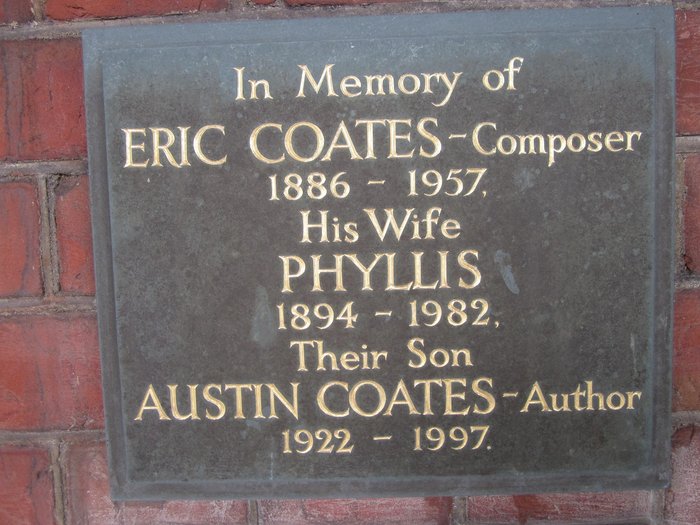 In Memory of
ERIC COATES - Composer
1886 - 1957,
His Wife
PHYLLIS
1894 - 1982,
Their Son
AUSTIN COATES - Author
1922 - 1997.